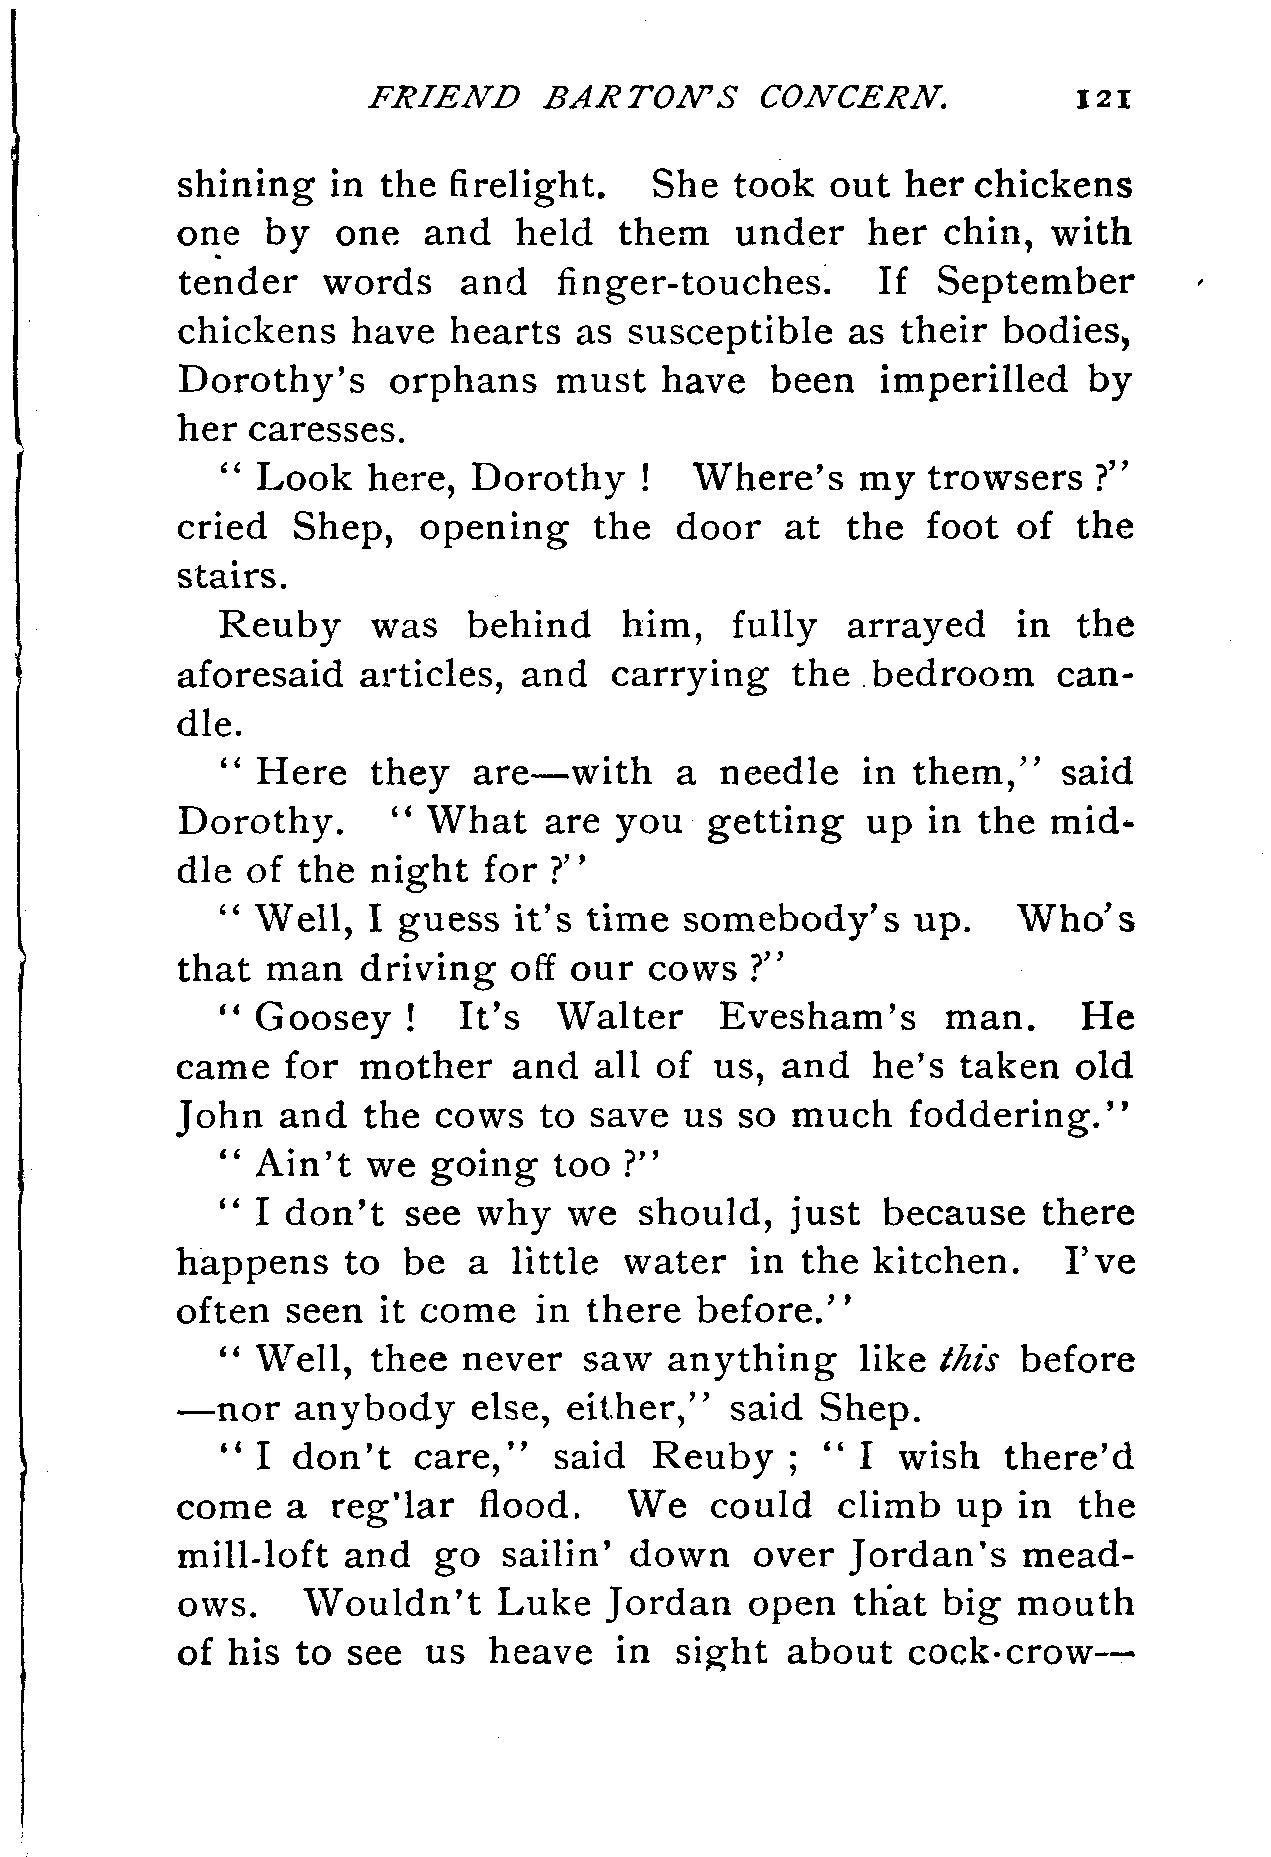 FRIEND BARTON'S CONCERN. 121
shining in the firelight. She took out her chickens
one by one and held them under her chin, with
tender words and finger-touches. If September
chickens have hearts as susceptible as their bodies,
Dorothy's orphans must have been imperilled by
her caresses.
" Look here, Dorothy ! Where's my trowsers ?"
cried Shep, opening the door at the foot of the
stairs.
Reuby was behind him, fully arrayed in the
aforesaid articles, and carrying the bedroom can-
dle.
" Here they are—with a needle in them," said
Dorothy. " What are you getting up in the mid-
dle of the night for ?"
" Well, I guess it's time somebody's up. Who's
that man driving off our cows ?"
" Goosey ! It's Walter Evesham's man. He
came for mother and all of us, and he's taken old
John and the cows to save us so much foddering."
" Ain't we going too ?"
" I don't see why we should, just because there
happens to be a little water in the kitchen. I've
often seen it come in there before."
" Well, thee never saw anything like this before
—nor anybody else, either," said Shep.
" I don't care," said Reuby ; " I wish there'd
come a reg'lar flood. We could climb up in the
mill-loft and go sailin' down over Jordan's mead-
ows. Wouldn't Luke Jordan open that big mouth
of his to see us heave in sight about cock-crow—